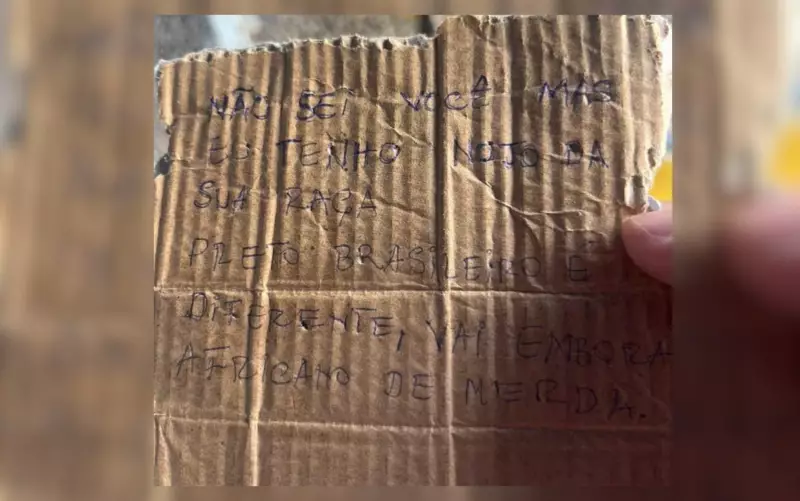 NÃO SEI VOCÊ MAS
EU TENHO NOJO DA
SUA RAÇA
PRETO BRASILEIRO É
DIFERENTE, VAI EMBORA
AFRICANO DE MERDA.